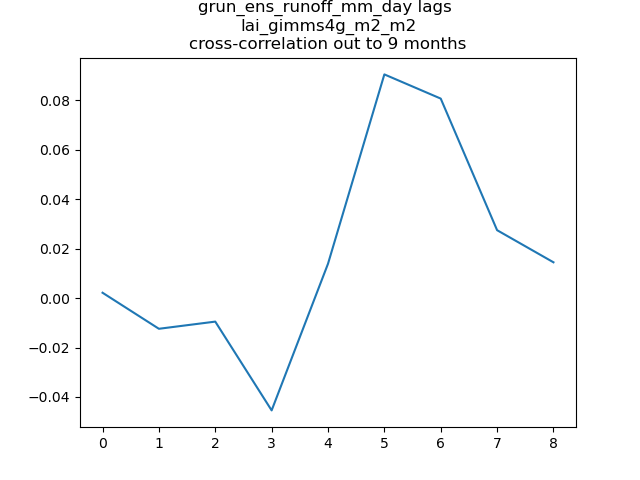 grun_ens_runoff_mm_day lags
lai_gimms4g_m2_m2
cross-correlation out to 9 months
0.08
0.06
0.04
0.02
0.00
−0.02
−0.04
0 1 2 3 4 5 6 7 8